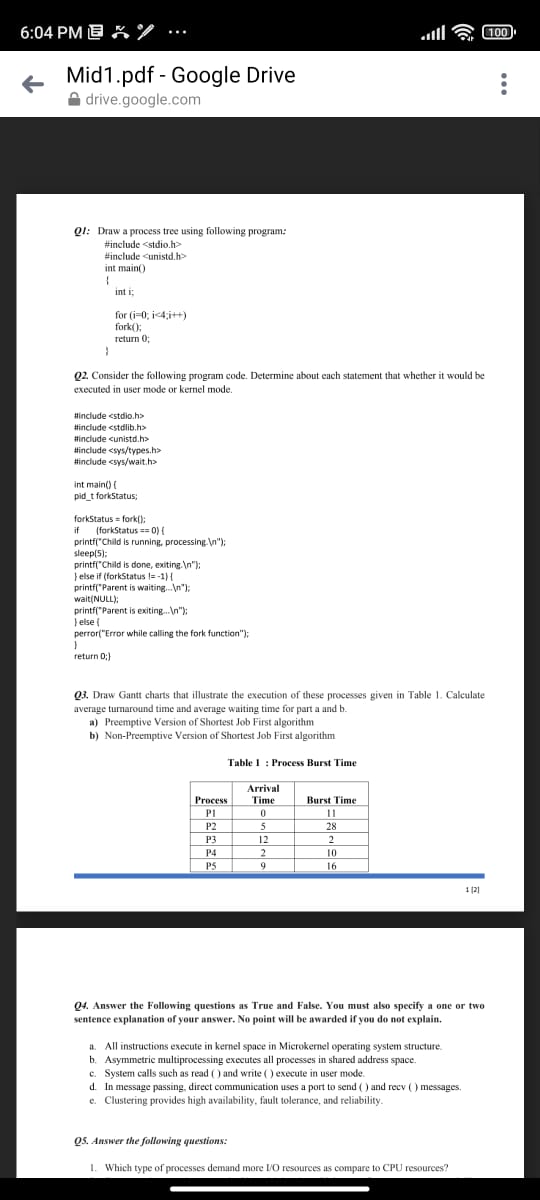 6:04 PM
100
Mid1.pdf - Google Drive
drive.google.com
Q1: Draw a process tree using following program:
#include <stdio.h>
#include <unistd.h>
int main()
{
int i;
for (i=0; i<4;i++)
fork();
return 0;
}
Q2. Consider the following program code. Determine about each statement that whether it would be
executed in user mode or kernel mode.
#include <stdio.h>
#include <stdlib.h>
#include <unistd.h>
#include <sys/types.h>
#include <sys/wait.h>
int main() {
pid_t forkStatus;
forkStatus = fork();
if (forkStatus == 0) {
printf("Child is running, processing.\n");
sleep(5);
printf("Child is done, exiting.\n");
} else if (forkStatus != -1) {
printf("Parent is waiting...\n");
wait(NULL);
printf("Parent is exiting...\n");
} else {
perror("Error while calling the fork function");
}
return 0;}
Q3. Draw Gantt charts that illustrate the execution of these processes given in Table 1. Calculate
average turnaround time and average waiting time for part a and b.
a) Preemptive Version of Shortest Job First algorithm
b) Non-Preemptive Version of Shortest Job First algorithm
Table 1 : Process Burst Time
Process Arrival Time Burst Time
P1 0 11
P2 5 28
P3 12 2
P4 2 10
P5 9 16
1 |2|
Q4. Answer the Following questions as True and False. You must also specify a one or two
sentence explanation of your answer. No point will be awarded if you do not explain.
a. All instructions execute in kernel space in Microkernel operating system structure.
b. Asymmetric multiprocessing executes all processes in shared address space.
c. System calls such as read ( ) and write ( ) execute in user mode.
d. In message passing, direct communication uses a port to send ( ) and recv ( ) messages.
e. Clustering provides high availability, fault tolerance, and reliability.
Q5. Answer the following questions:
1. Which type of processes demand more I/O resources as compare to CPU resources?